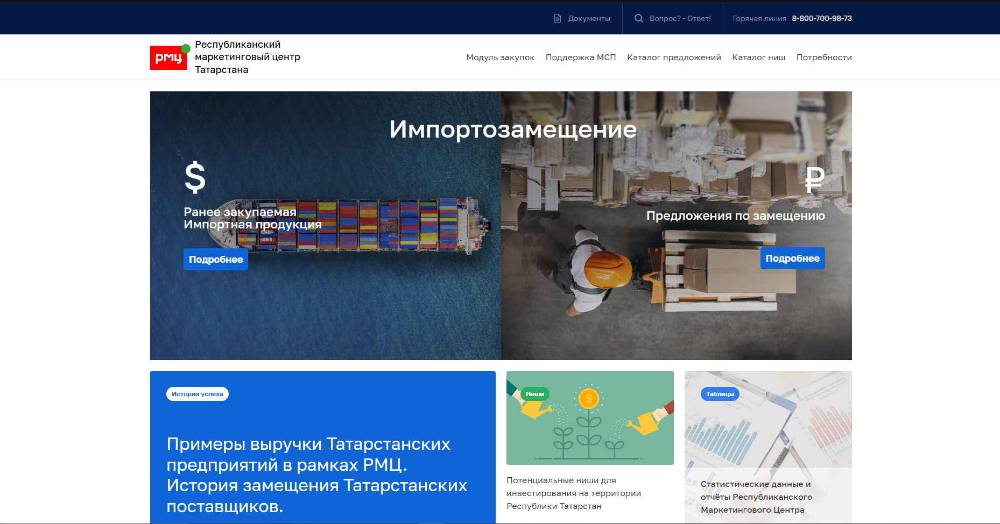 Документы
Вопрос? - Ответ!
Горячая линия 8-800-700-98-73
рмц
Республиканский
маркетинговый центр
Татарстана
Модуль закупок
Поддержка МСП
Каталог предложений
Каталог ниш
Потребности
Импортозамещение
$
Ранее закупаемая
Импортная продукция
Подробнее
₽
Предложения по замещению
Подробнее
Истории успеха
Примеры выручки Татарстанских
предприятий в рамках РМЦ.
История замещения Татарстанских
поставщиков.
Ниши
$
Потенциальные ниши для
инвестирования на территории
Республики Татарстан
Таблицы
Статистические данные и
отчёты Республиканского
Маркетингового Центра